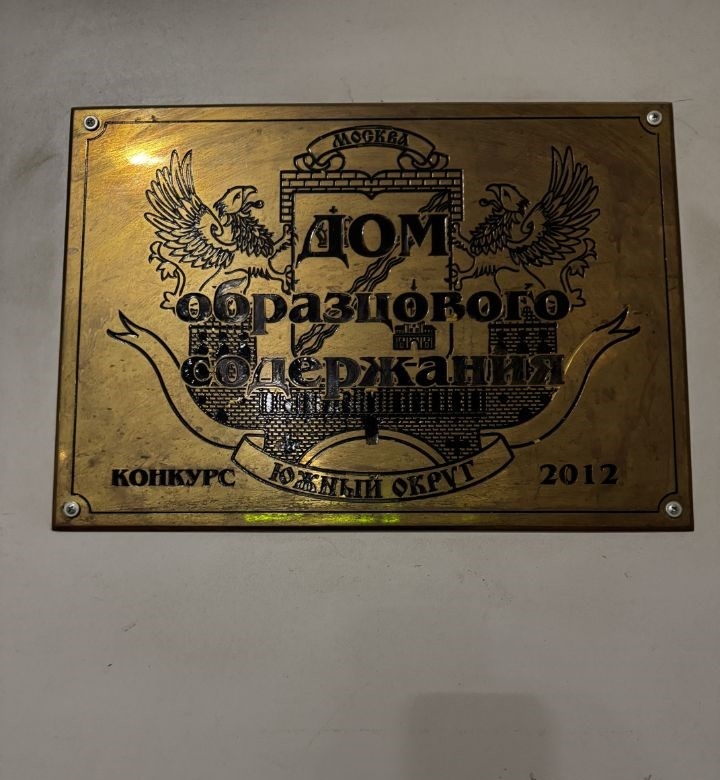 МОСКВА
ДОМ
образцового
содержания
КОНКУРС
ЮЖНЫЙ ОКРУГ
2012